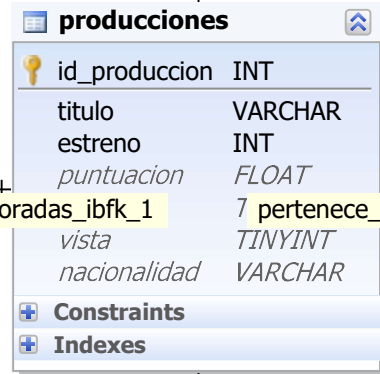 producciones
id_produccion INT
titulo VARCHAR
estreno INT
puntuacion FLOAT
oradas_ibfk_1 T pertenece_
vista TINYINT
nacionalidad VARCHAR
Constraints
Indexes